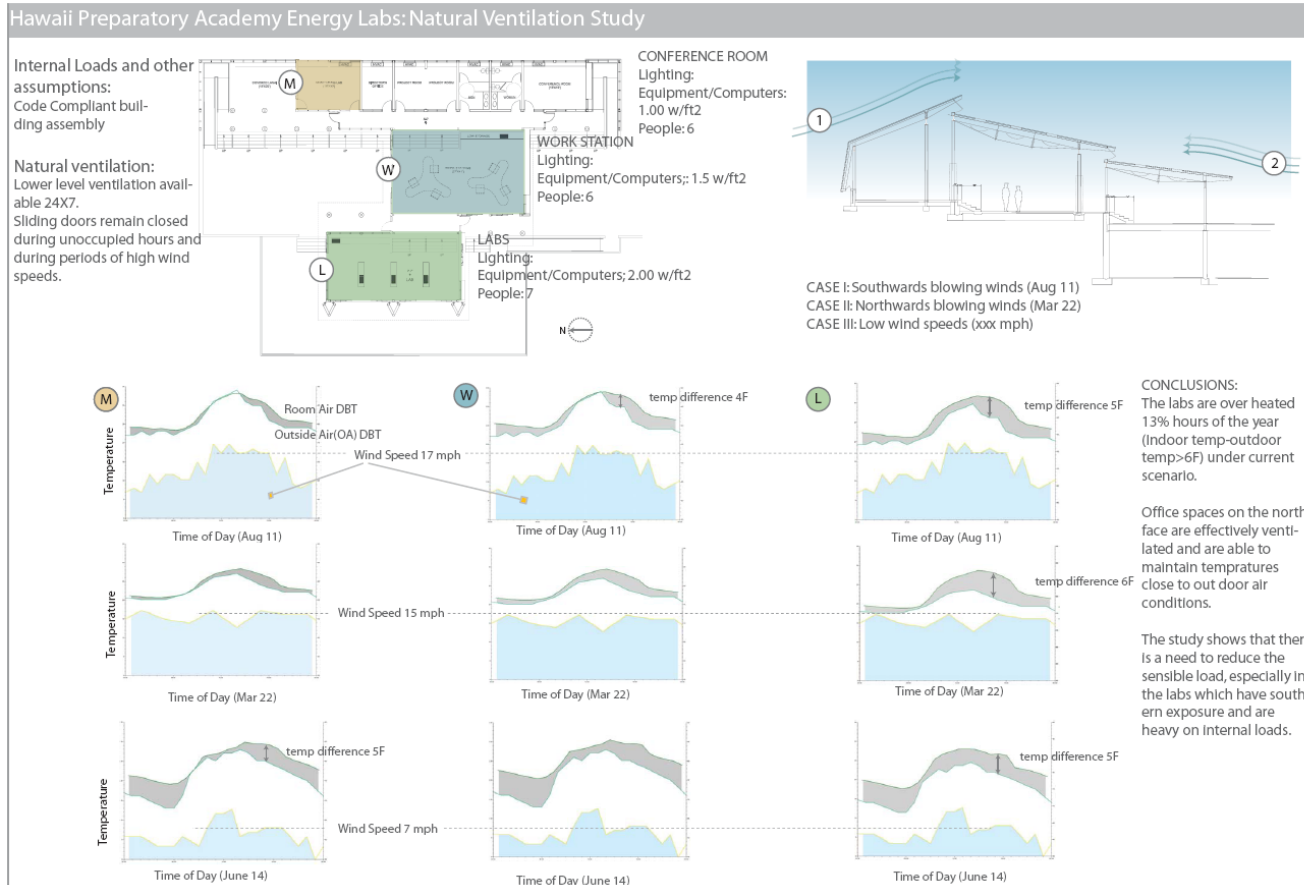 Hawaii Preparatory Academy Energy Labs: Natural Ventilation Study
Internal Loads and other
assumptions:
Code Compliant buil-
ding assembly
Natural ventilation:
Lower level ventilation avail-
able 24X7.
Sliding doors remain closed
during unoccupied hours and
during periods of high wind
speeds.
M
W
L
CONFERENCE ROOM
Lighting:
Equipment/Computers:
1.00 w/ft2
People: 6
WORK STATION
Lighting:
Equipment/Computers;: 1.5 w/ft2
People: 6
LABS
Lighting:
Equipment/Computers; 2.00 w/ft2
People: 7
N
1
2
CASE I: Southwards blowing winds (Aug 11)
CASE II: Northwards blowing winds (Mar 22)
CASE III: Low wind speeds (xxx mph)
M
W
L
Room Air DBT
Outside Air(OA) DBT
Wind Speed 17 mph
temp difference 4F
temp difference 5F
Temperature
Time of Day (Aug 11)
Time of Day (Aug 11)
Time of Day (Aug 11)
Wind Speed 15 mph
temp difference 6F
Temperature
Time of Day (Mar 22)
Time of Day (Mar 22)
Time of Day (Mar 22)
temp difference 5F
temp difference 5F
Wind Speed 7 mph
Temperature
Time of Day (June 14)
Time of Day (June 14)
Time of Day (June 14)
CONCLUSIONS:
The labs are over heated
13% hours of the year
(Indoor temp-outdoor
temp>6F) under current
scenario.
Office spaces on the north
face are effectively venti-
lated and are able to
maintain tempratures
close to out door air
conditions.
The study shows that ther
is a need to reduce the
sensible load, especially in
the labs which have south
ern exposure and are
heavy on internal loads.